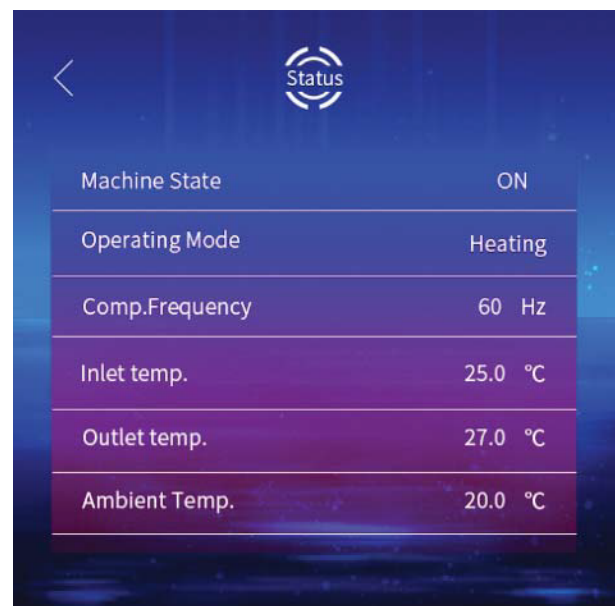 Status
Machine State ON
Operating Mode Heating
Comp.Frequency 60 Hz
Inlet temp. 25.0 ℃
Outlet temp. 27.0 ℃
Ambient Temp. 20.0 ℃